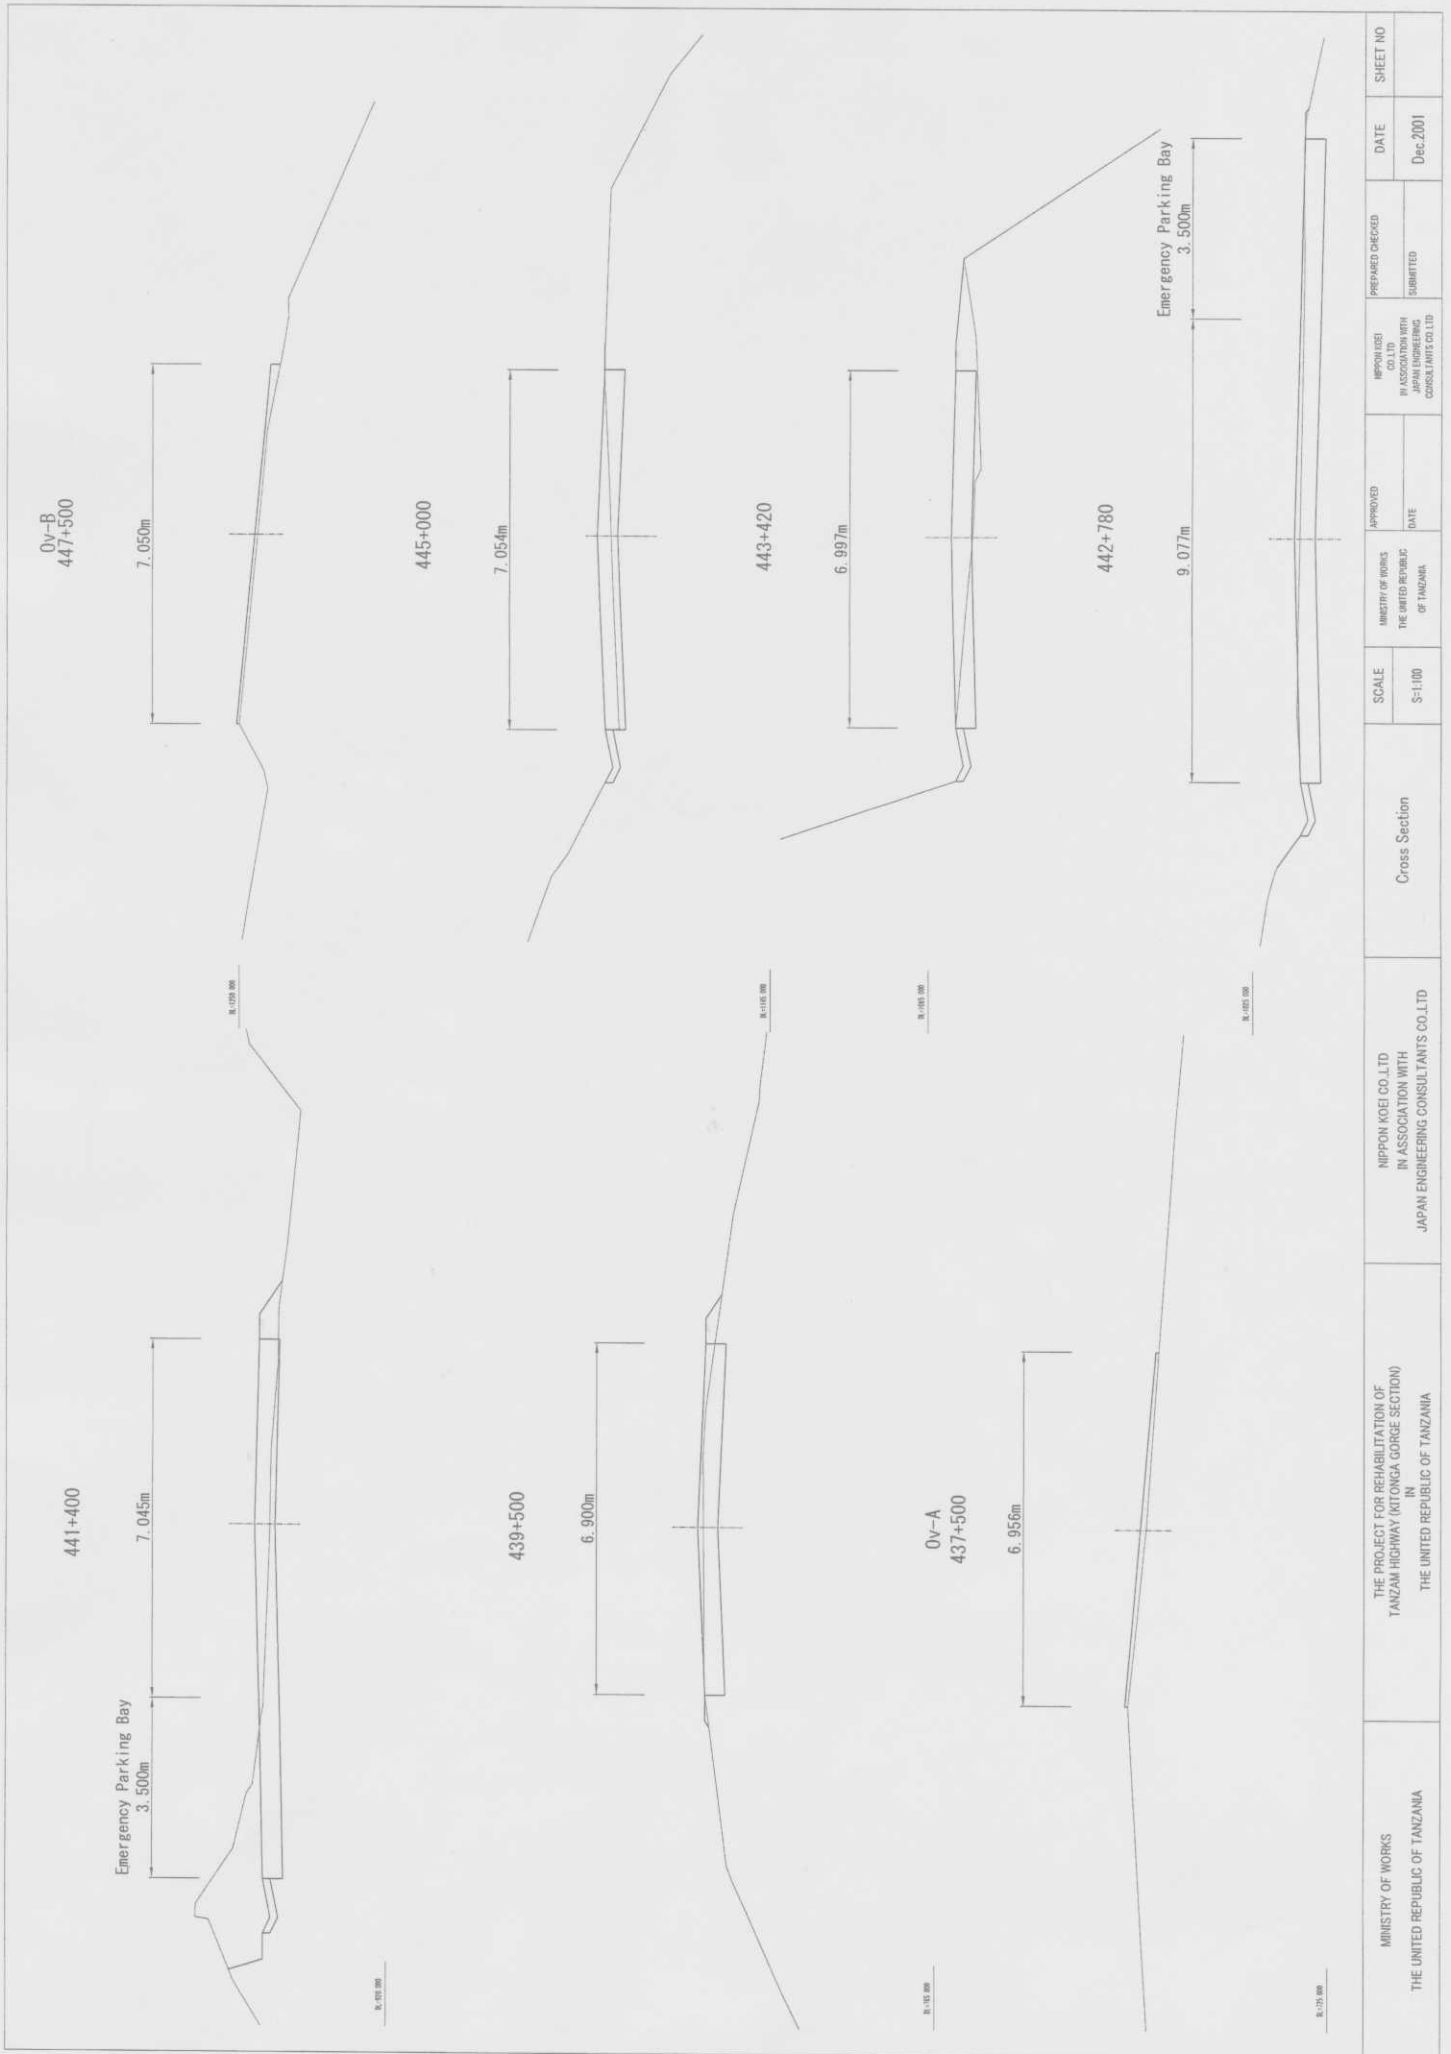 441+400
7.045m
Emergency Parking Bay
3.500m
439+500
6.900m
Ov-A
437+500
6.956m
Ov-B
447+500
7.050m
445+000
7.054m
443+420
6.997m
442+780
9.077m
Emergency Parking Bay
3.500m
MINISTRY OF WORKS
THE UNITED REPUBLIC OF TANZANIA
THE PROJECT FOR REHABILITATION OF
TANZAM HIGHWAY (KITONGA GORGE SECTION)
IN
THE UNITED REPUBLIC OF TANZANIA
NIPPON KOEI CO.,LTD
IN ASSOCIATION WITH
JAPAN ENGINEERING CONSULTANTS CO.,LTD
Cross Section
SCALE
S=1:100
MINISTRY OF WORKS
THE UNITED REPUBLIC
OF TANZANIA
APPROVED
DATE
NIPPON KOEI
CO.,LTD
IN ASSOCIATION WITH
JAPAN ENGINEERING
CONSULTANTS CO.,LTD
PREPARED CHECKED
SUBMITTED
DATE
Dec.2001
SHEET NO